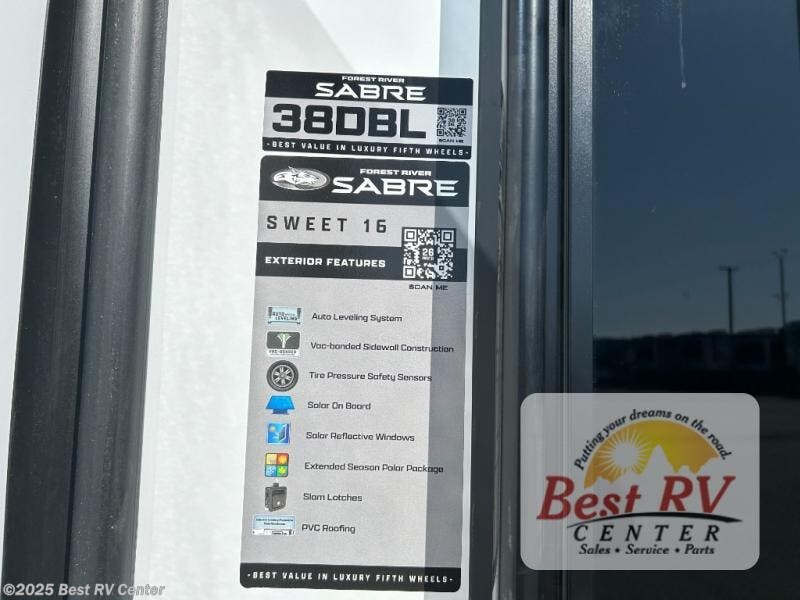 FOREST RIVER
SABRE
38DBL
SCAN ME
-BEST VALUE IN LUXURY FIFTH WHEELS-
FOREST RIVER
SABRE
SWEET 16
EXTERIOR FEATURES
SCAN ME
Auto Leveling System
Vac-bonded Sidewall Construction
Tire Pressure Safety Sensors
Solar On Board
Solar Reflective Windows
Extended Season Polar Package
Slam Latches
PVC Roofing
-BEST VALUE IN LUXURY FIFTH WHEELS-
Putting your dreams on the road.
Best RV
CENTER
Sales • Service • Parts
©2025 Best RV Center